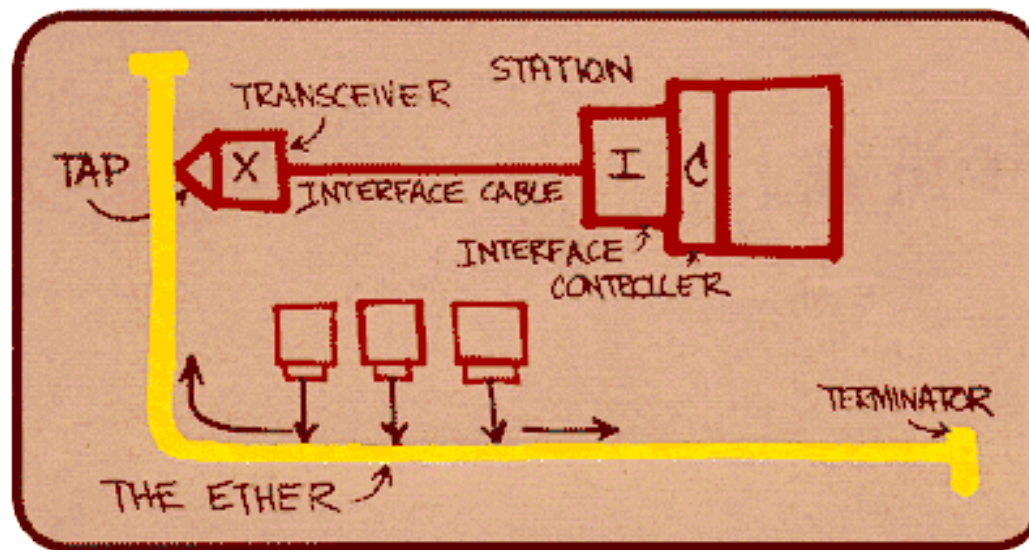 STATION
TRANSCEIVER
TAP
X
I
C
INTERFACE CABLE
INTERFACE
CONTROLLER
TERMINATOR
THE ETHER